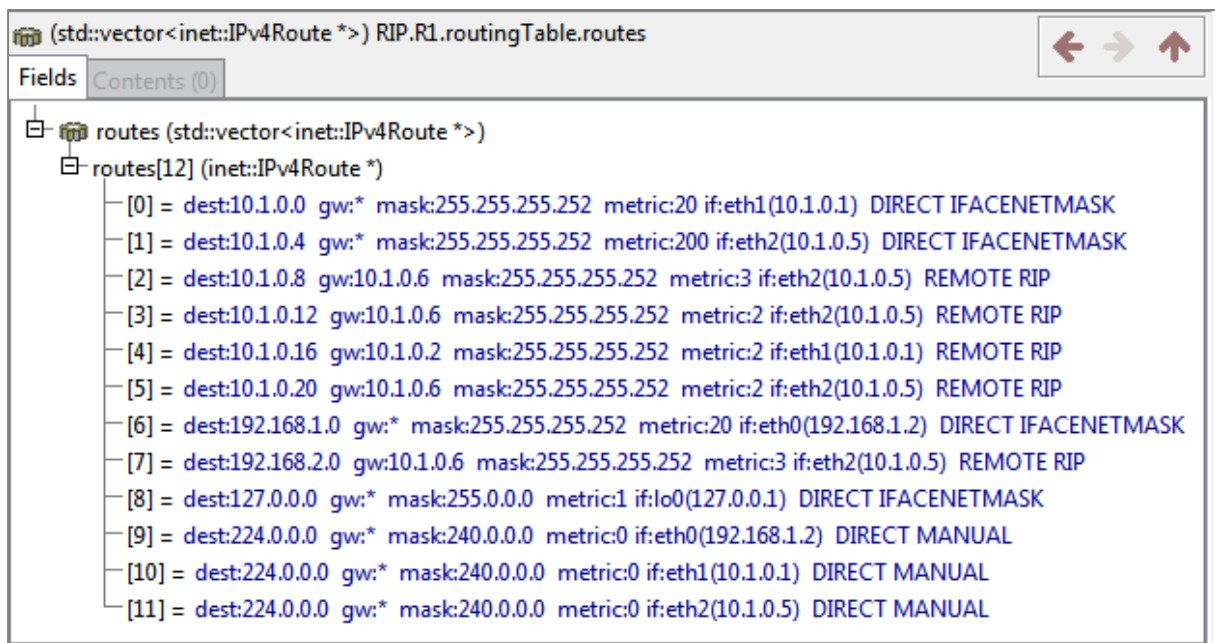 (std::vector<inet::IPv4Route *>) RIP.R1.routingTable.routes
Fields Contents (0)
routes (std::vector<inet::IPv4Route *>)
routes[12] (inet::IPv4Route *)
[0] = dest:10.1.0.0 gw:* mask:255.255.255.252 metric:20 if:eth1(10.1.0.1) DIRECT IFACENETMASK
[1] = dest:10.1.0.4 gw:* mask:255.255.255.252 metric:200 if:eth2(10.1.0.5) DIRECT IFACENETMASK
[2] = dest:10.1.0.8 gw:10.1.0.6 mask:255.255.255.252 metric:3 if:eth2(10.1.0.5) REMOTE RIP
[3] = dest:10.1.0.12 gw:10.1.0.6 mask:255.255.255.252 metric:2 if:eth2(10.1.0.5) REMOTE RIP
[4] = dest:10.1.0.16 gw:10.1.0.2 mask:255.255.255.252 metric:2 if:eth1(10.1.0.1) REMOTE RIP
[5] = dest:10.1.0.20 gw:10.1.0.6 mask:255.255.255.252 metric:2 if:eth2(10.1.0.5) REMOTE RIP
[6] = dest:192.168.1.0 gw:* mask:255.255.255.252 metric:20 if:eth0(192.168.1.2) DIRECT IFACENETMASK
[7] = dest:192.168.2.0 gw:10.1.0.6 mask:255.255.255.252 metric:3 if:eth2(10.1.0.5) REMOTE RIP
[8] = dest:127.0.0.0 gw:* mask:255.0.0.0 metric:1 if:lo0(127.0.0.1) DIRECT IFACENETMASK
[9] = dest:224.0.0.0 gw:* mask:240.0.0.0 metric:0 if:eth0(192.168.1.2) DIRECT MANUAL
[10] = dest:224.0.0.0 gw:* mask:240.0.0.0 metric:0 if:eth1(10.1.0.1) DIRECT MANUAL
[11] = dest:224.0.0.0 gw:* mask:240.0.0.0 metric:0 if:eth2(10.1.0.5) DIRECT MANUAL